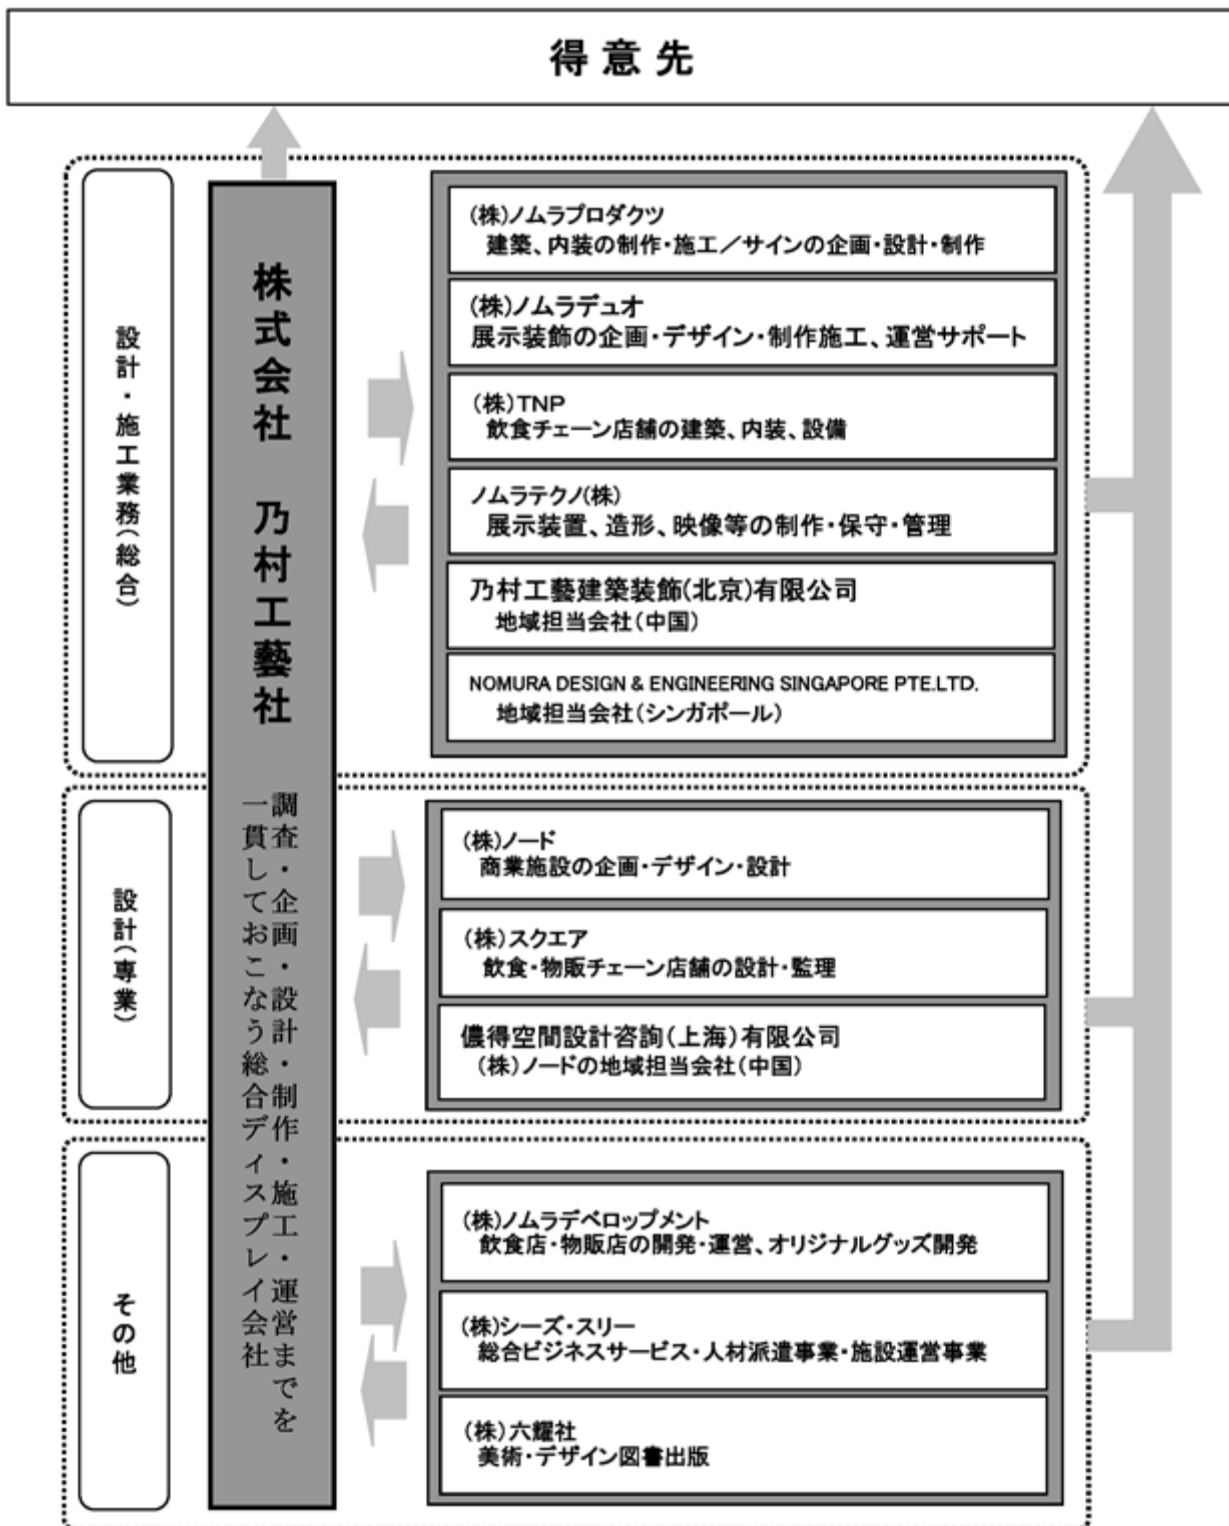 得意先
設計・施工業務(総合)
株式会社 乃村工藝社
調査・企画・設計・制作・施工・運営までを
一貫しておこなう総合ディスプレイ会社
(株)ノムラプロダクツ
建築、内装の制作・施工／サインの企画・設計・制作
(株)ノムラデュオ
展示装飾の企画・デザイン・制作施工、運営サポート
(株)TNP
飲食チェーン店舗の建築、内装、設備
ノムラテクノ(株)
展示装置、造形、映像等の制作・保守・管理
乃村工藝建築装飾(北京)有限公司
地域担当会社(中国)
NOMURA DESIGN & ENGINEERING SINGAPORE PTE.LTD.
地域担当会社(シンガポール)
設計(専業)
(株)ノード
商業施設の企画・デザイン・設計
(株)スクエア
飲食・物販チェーン店舗の設計・監理
儂得空間設計咨詢(上海)有限公司
(株)ノードの地域担当会社(中国)
その他
(株)ノムラデベロップメント
飲食店・物販店の開発・運営、オリジナルグッズ開発
(株)シーズ・スリー
総合ビジネスサービス・人材派遣事業・施設運営事業
(株)六耀社
美術・デザイン図書出版